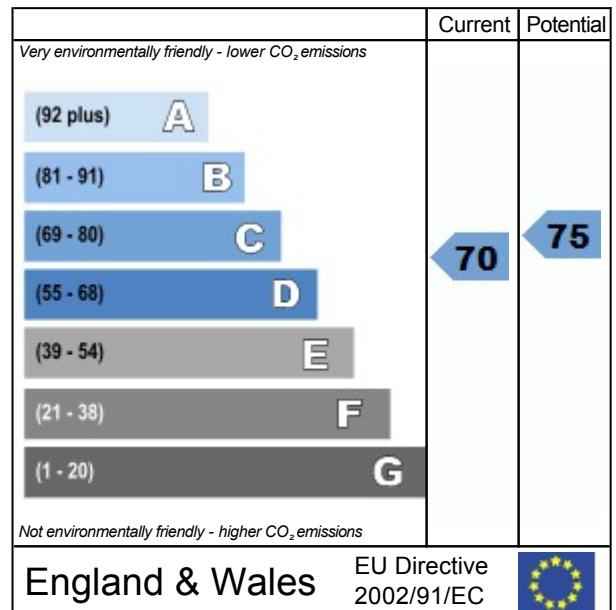 Current Potential
Very environmentally friendly - lower CO₂ emissions
(92 plus) A
(81 - 91) B
(69 - 80) C
(55 - 68) D
(39 - 54) E
(21 - 38) F
(1 - 20) G
70
75
Not environmentally friendly - higher CO₂ emissions
England & Wales
EU Directive
2002/91/EC